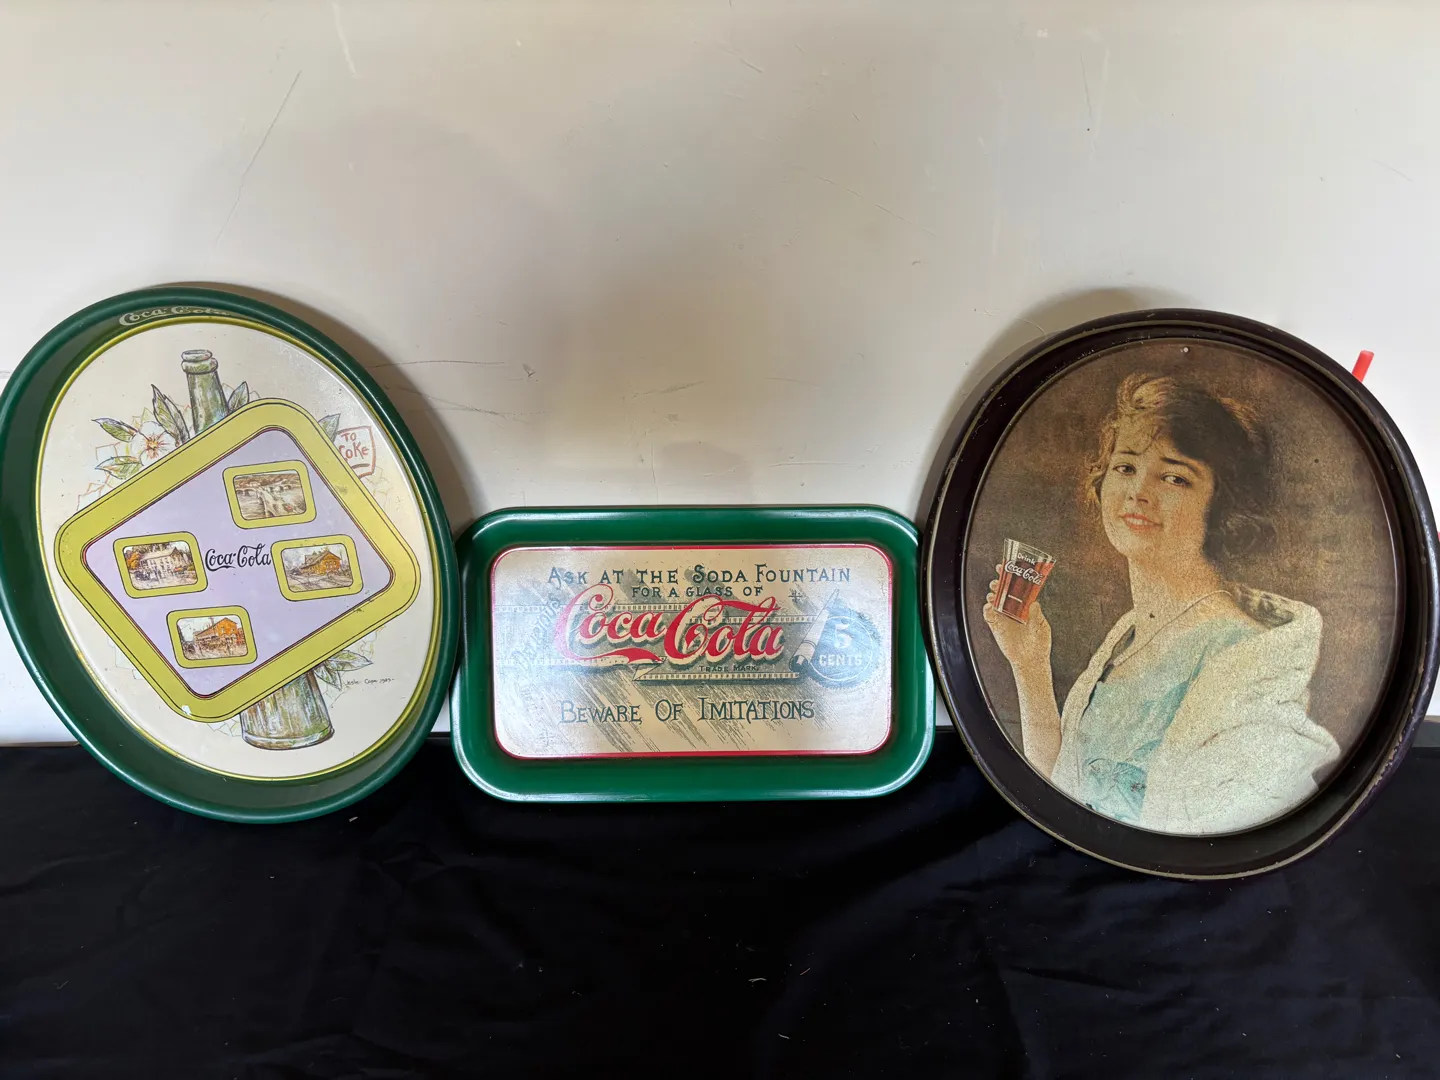 Coca-Cola
TO
COKE
Coca-Cola
ASK AT THE SODA FOUNTAIN
FOR A GLASS OF
Coca Cola
5
CENTS
TRADE MARK
BEWARE OF IMITATIONS
Drink
Coca-Cola